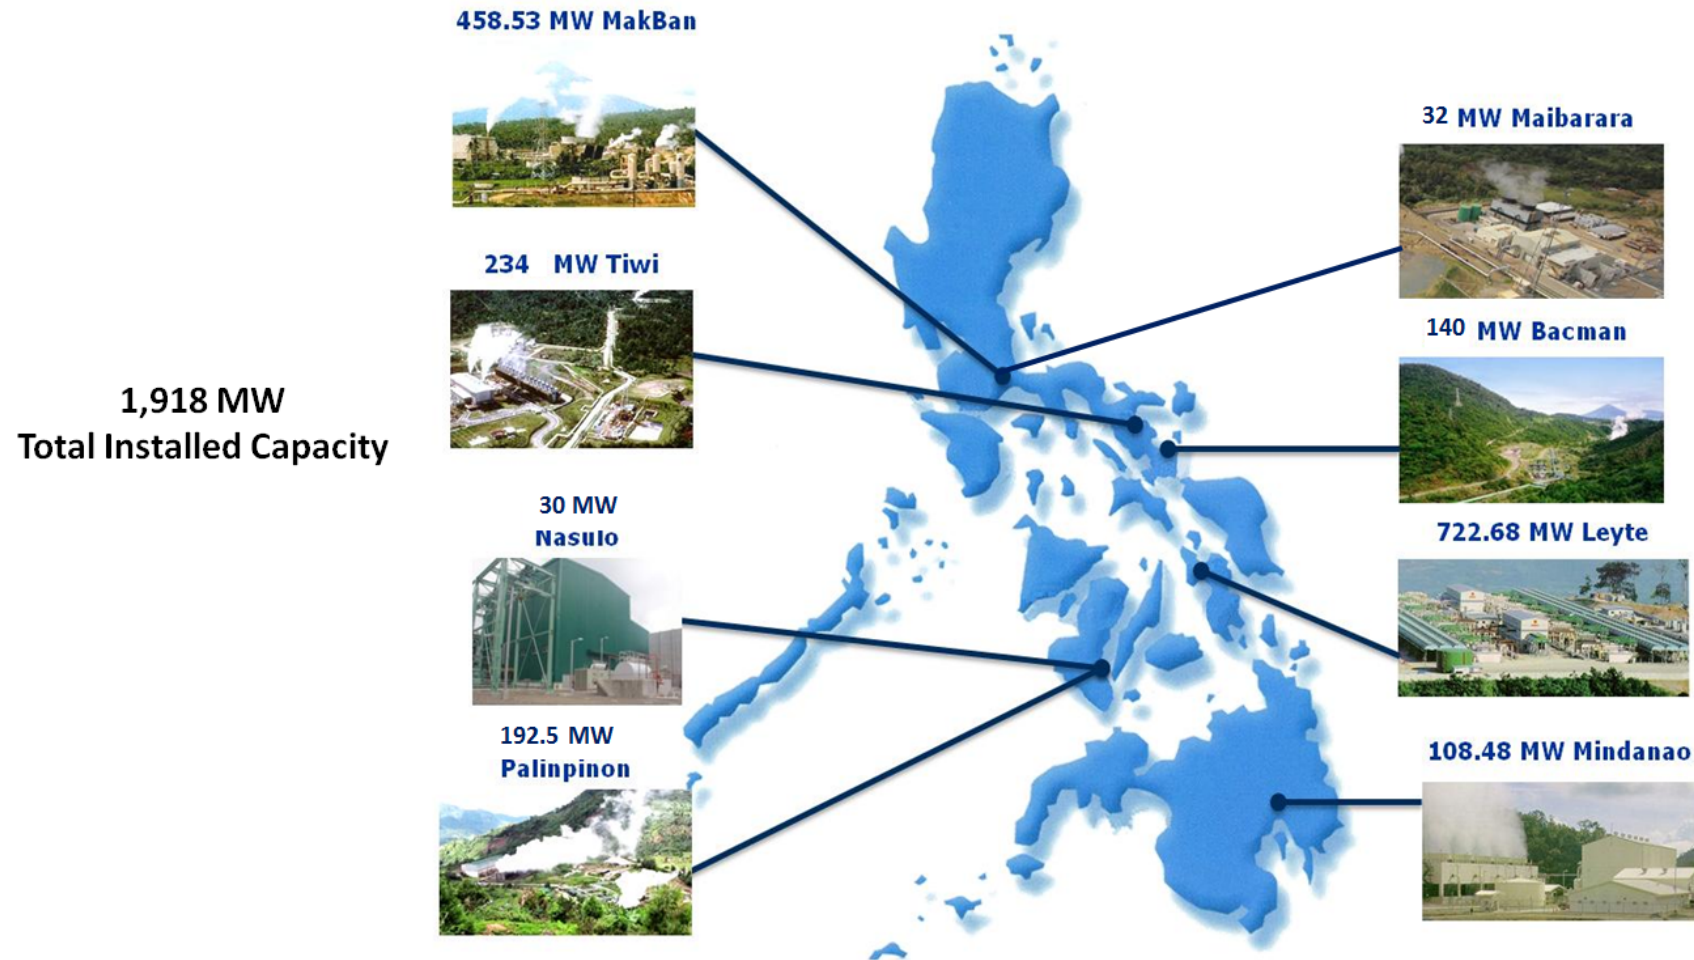 458.53 MW MakBan
32 MW Maibarara
234 MW Tiwi
140 MW Bacman
1,918 MW
Total Installed Capacity
30 MW
Nasulo
722.68 MW Leyte
192.5 MW
Palinpinon
108.48 MW Mindanao